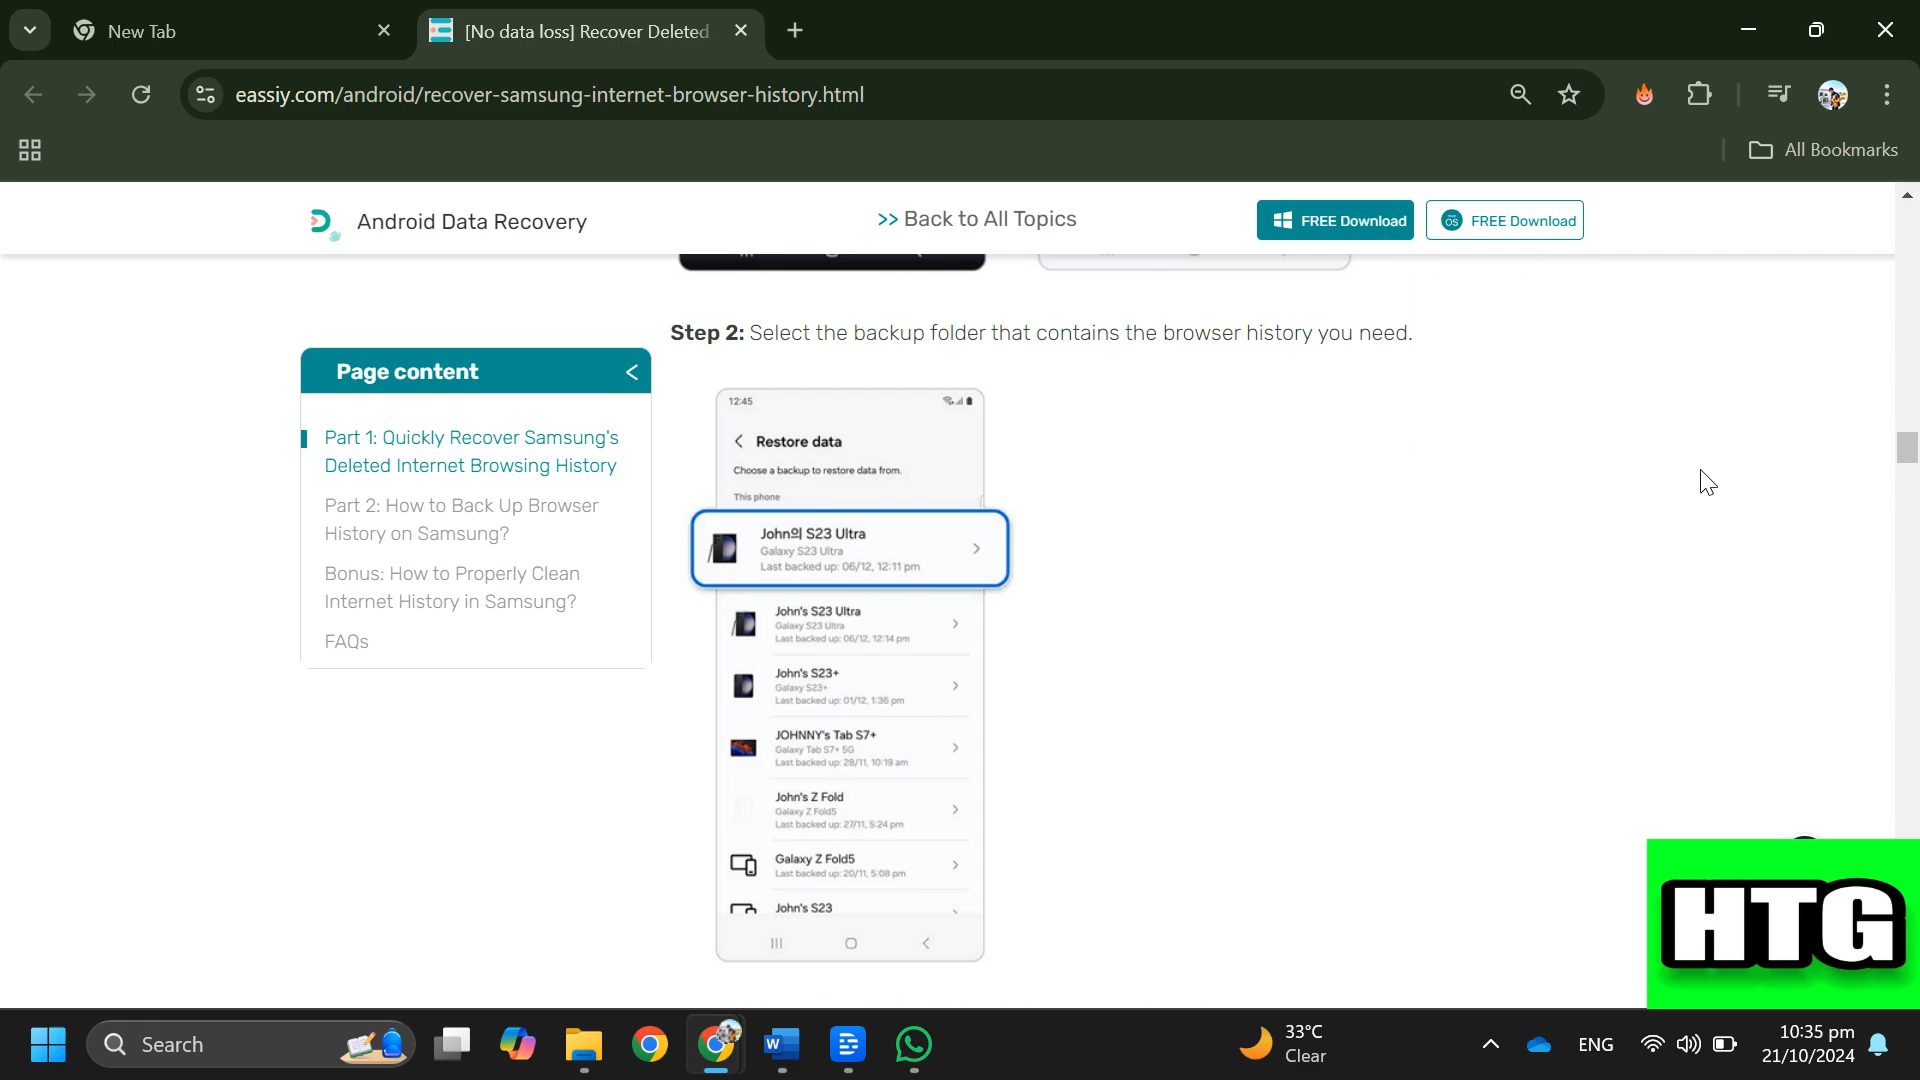 New Tab
[No data loss] Recover Deleted
eassiy.com/android/recover-samsung-internet-browser-history.html
All Bookmarks
Android Data Recovery
>> Back to All Topics
FREE Download
OS FREE Download
Step 2: Select the backup folder that contains the browser history you need.
Page content
Part 1: Quickly Recover Samsung's
Deleted Internet Browsing History
Part 2: How to Back Up Browser
History on Samsung?
Bonus: How to Properly Clean
Internet History in Samsung?
FAQs
12:45
Restore data
Choose a backup to restore data from.
This phone
John의 S23 Ultra
Galaxy S23 Ultra
Last backed up: 06/12, 12:11 pm
John's S23 Ultra
Galaxy S23 Ultra
Last backed up: 06/12, 12:14 pm
John's S23+
Galaxy S23+
Last backed up: 01/12, 1:36 pm
JOHNNY's Tab S7+
Galaxy Tab S7+ 5G
Last backed up: 28/11, 10:19 am
John's Z Fold
Galaxy Z Fold5
Last backed up: 27/11, 5:24 pm
Galaxy Z Fold5
Last backed up: 20/11, 5:08 pm
John's S23
HTG
Search
W
33°C
Clear
ENG
10:35 pm
21/10/2024